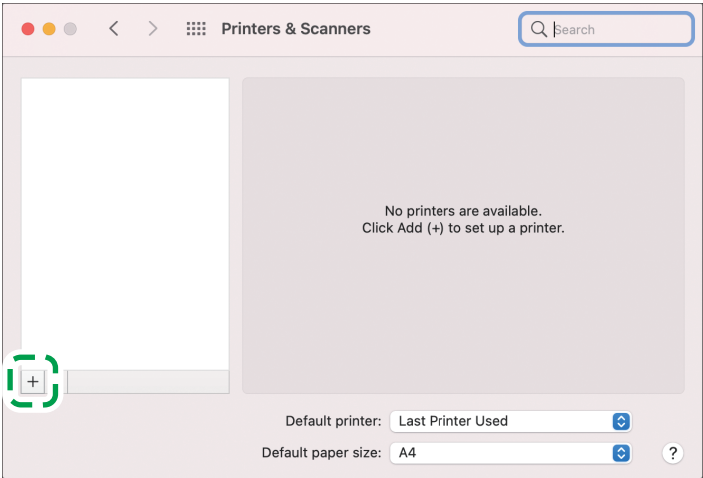 Printers & Scanners
Search
No printers are available.
Click Add (+) to set up a printer.
+
Default printer: Last Printer Used
Default paper size: A4
?